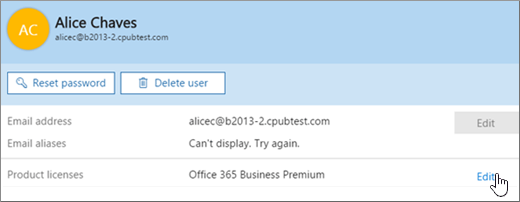 AC
Alice Chaves
alicec@b2013-2.cpubtest.com
Reset password Delete user
Email address alicec@b2013-2.cpubtest.com Edit
Email aliases Can't display. Try again.
Product licenses Office 365 Business Premium Edit